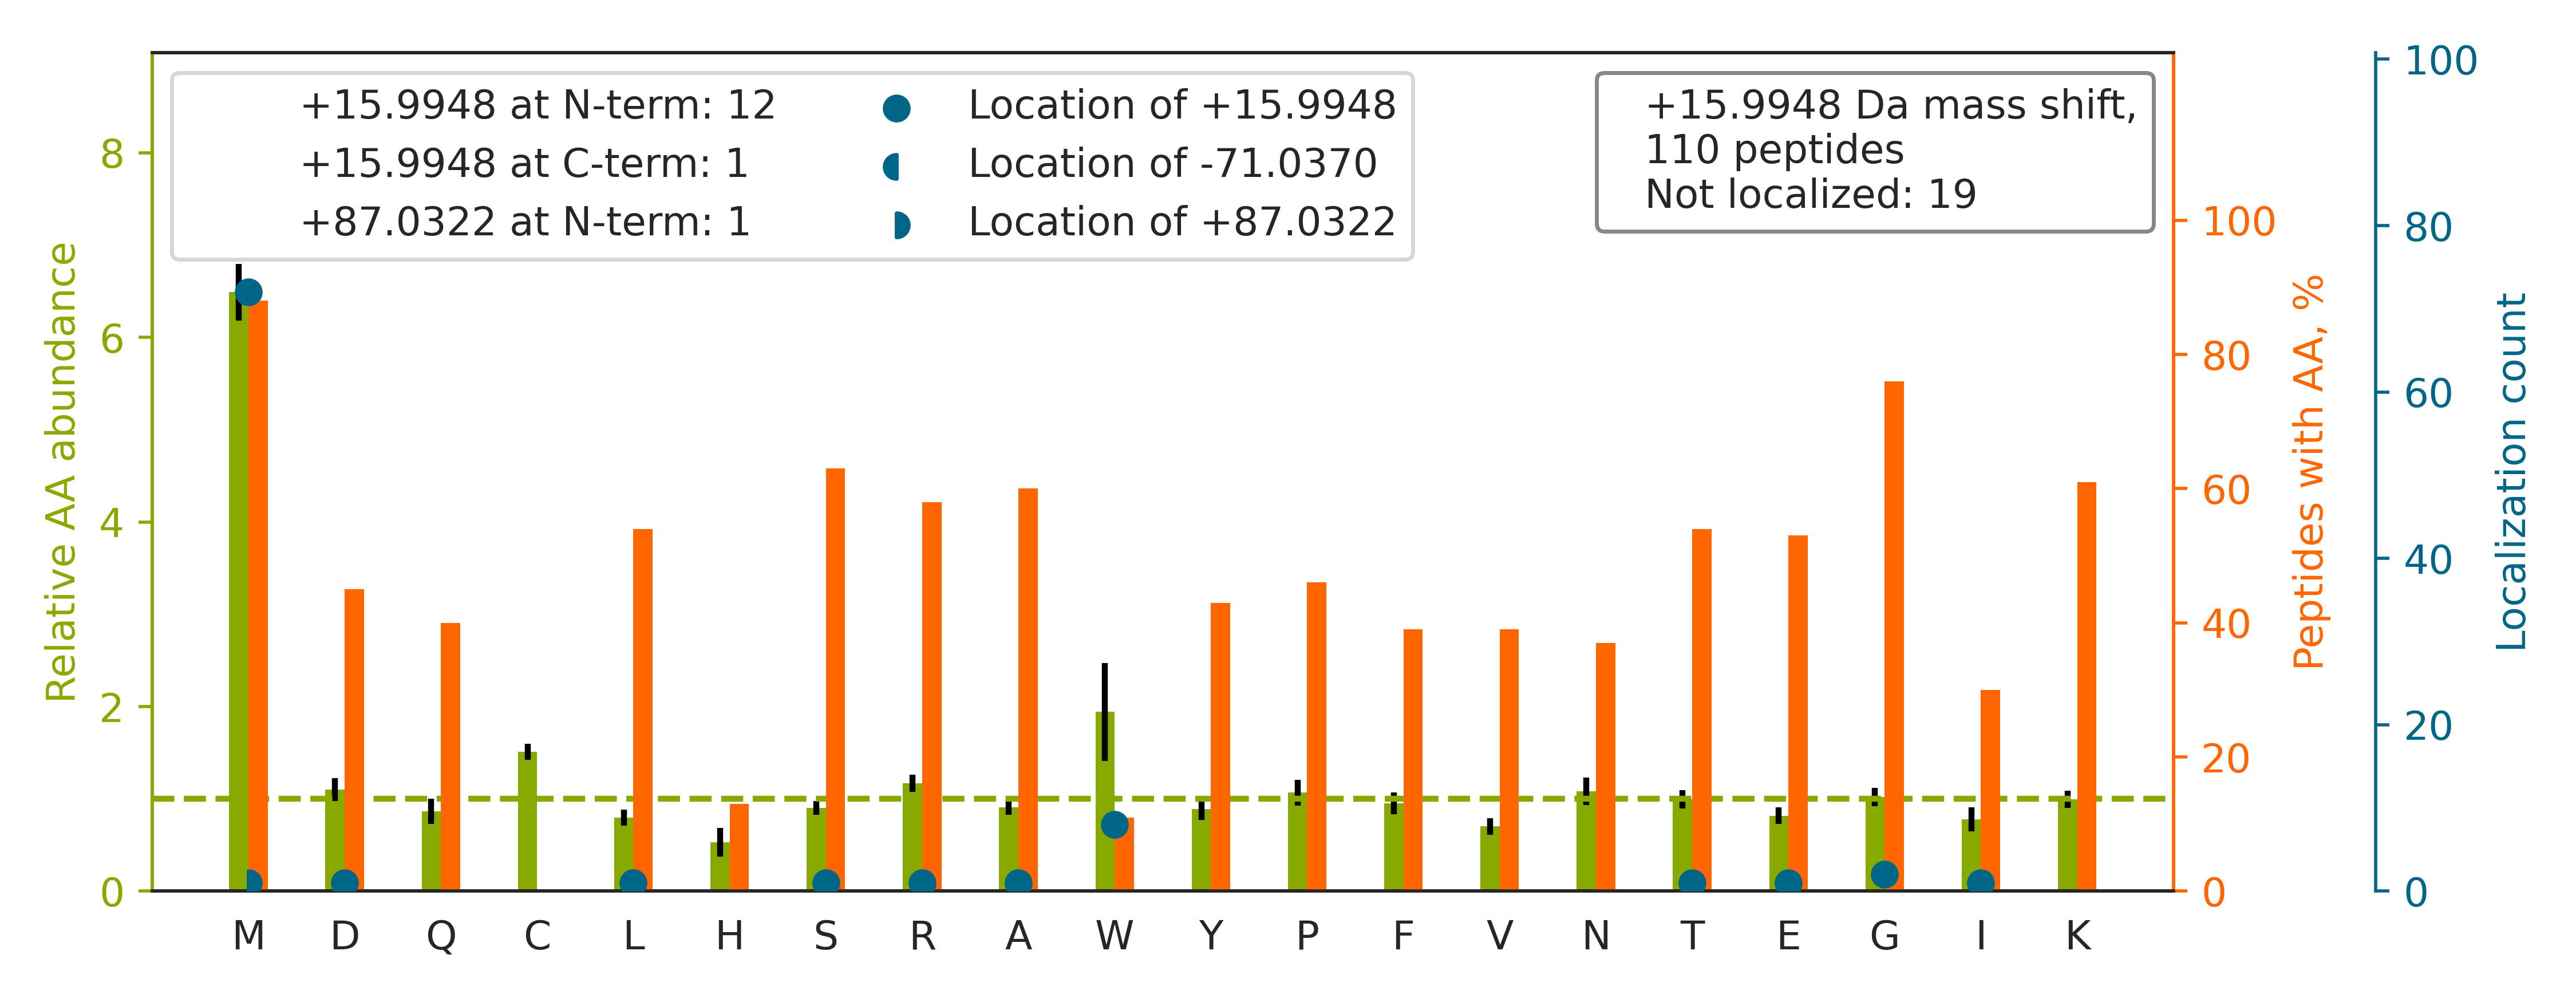 +15.9948 at N-term: 12
+15.9948 at C-term: 1
+87.0322 at N-term: 1
Location of +15.9948
Location of -71.0370
Location of +87.0322
+15.9948 Da mass shift,
110 peptides
Not localized: 19
Relative AA abundance
8
6
4
2
0
100
80
60
40
20
0
Peptides with AA, %
100
80
60
40
20
0
Localization count
M D Q C L H S R A W Y P F V N T E G I K